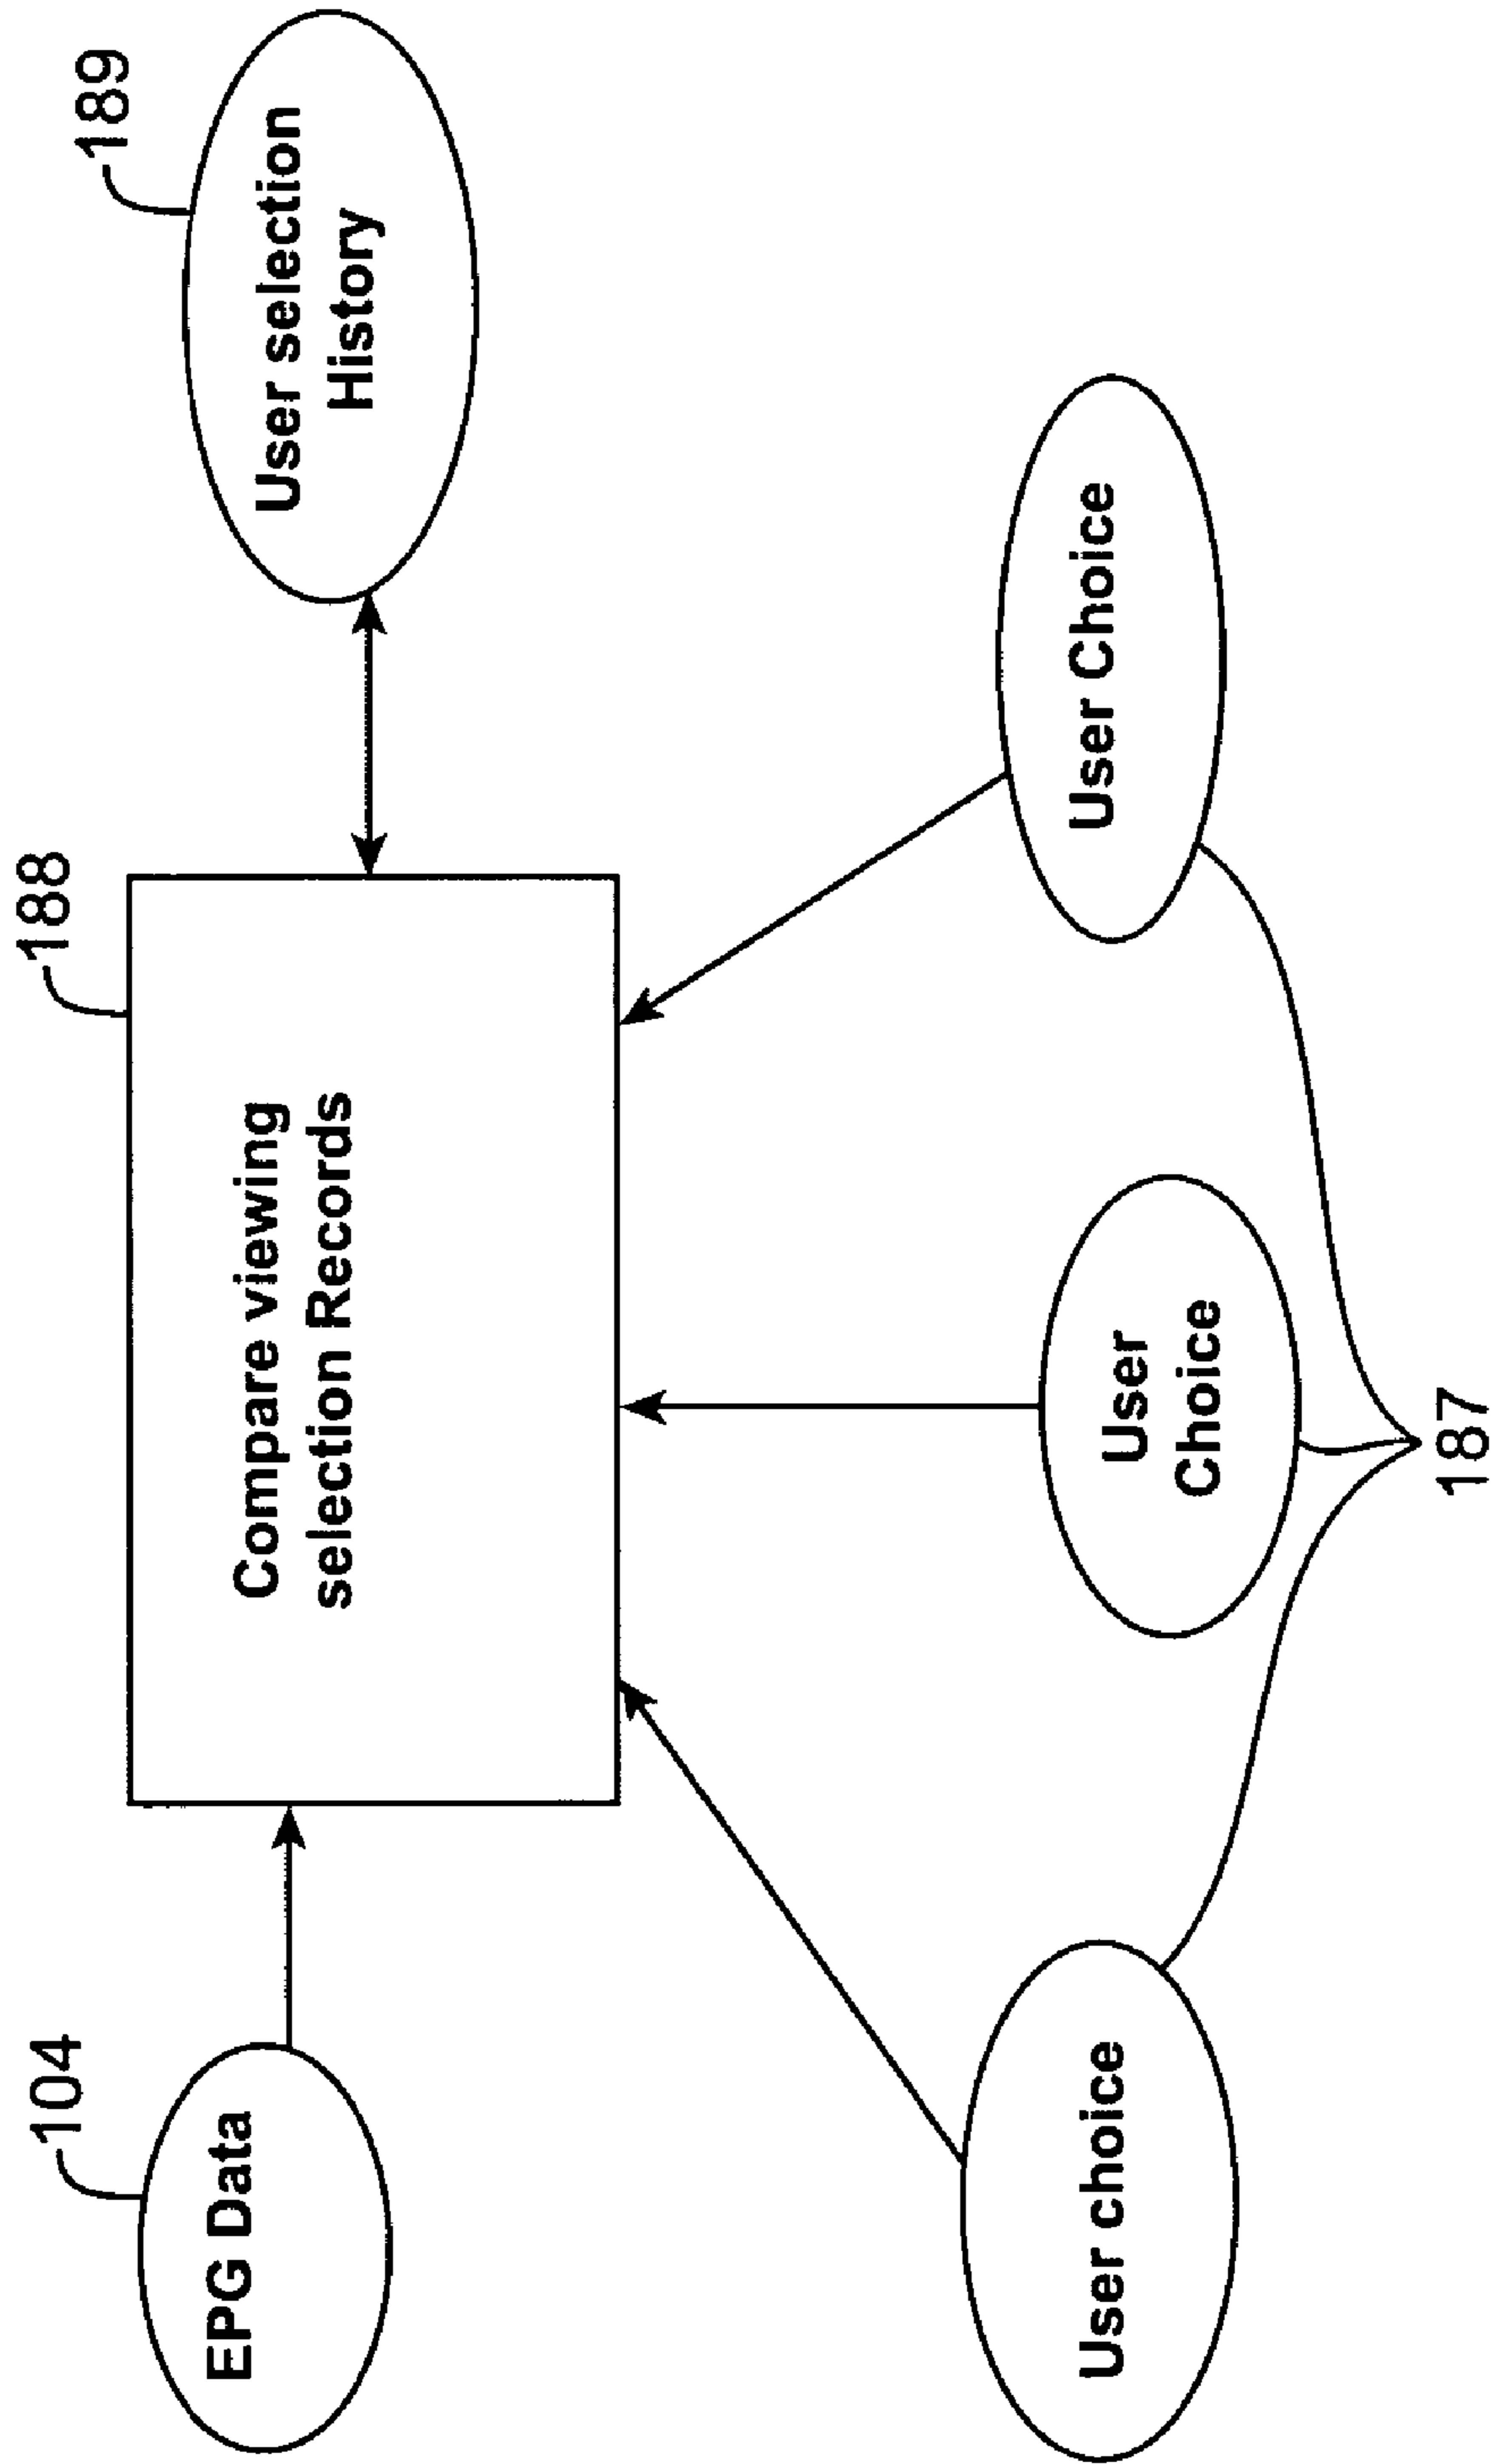 104
EPG Data
188
Compare viewing
selection Records
189
User selection
History
User choice
User
Choice
User Choice
187